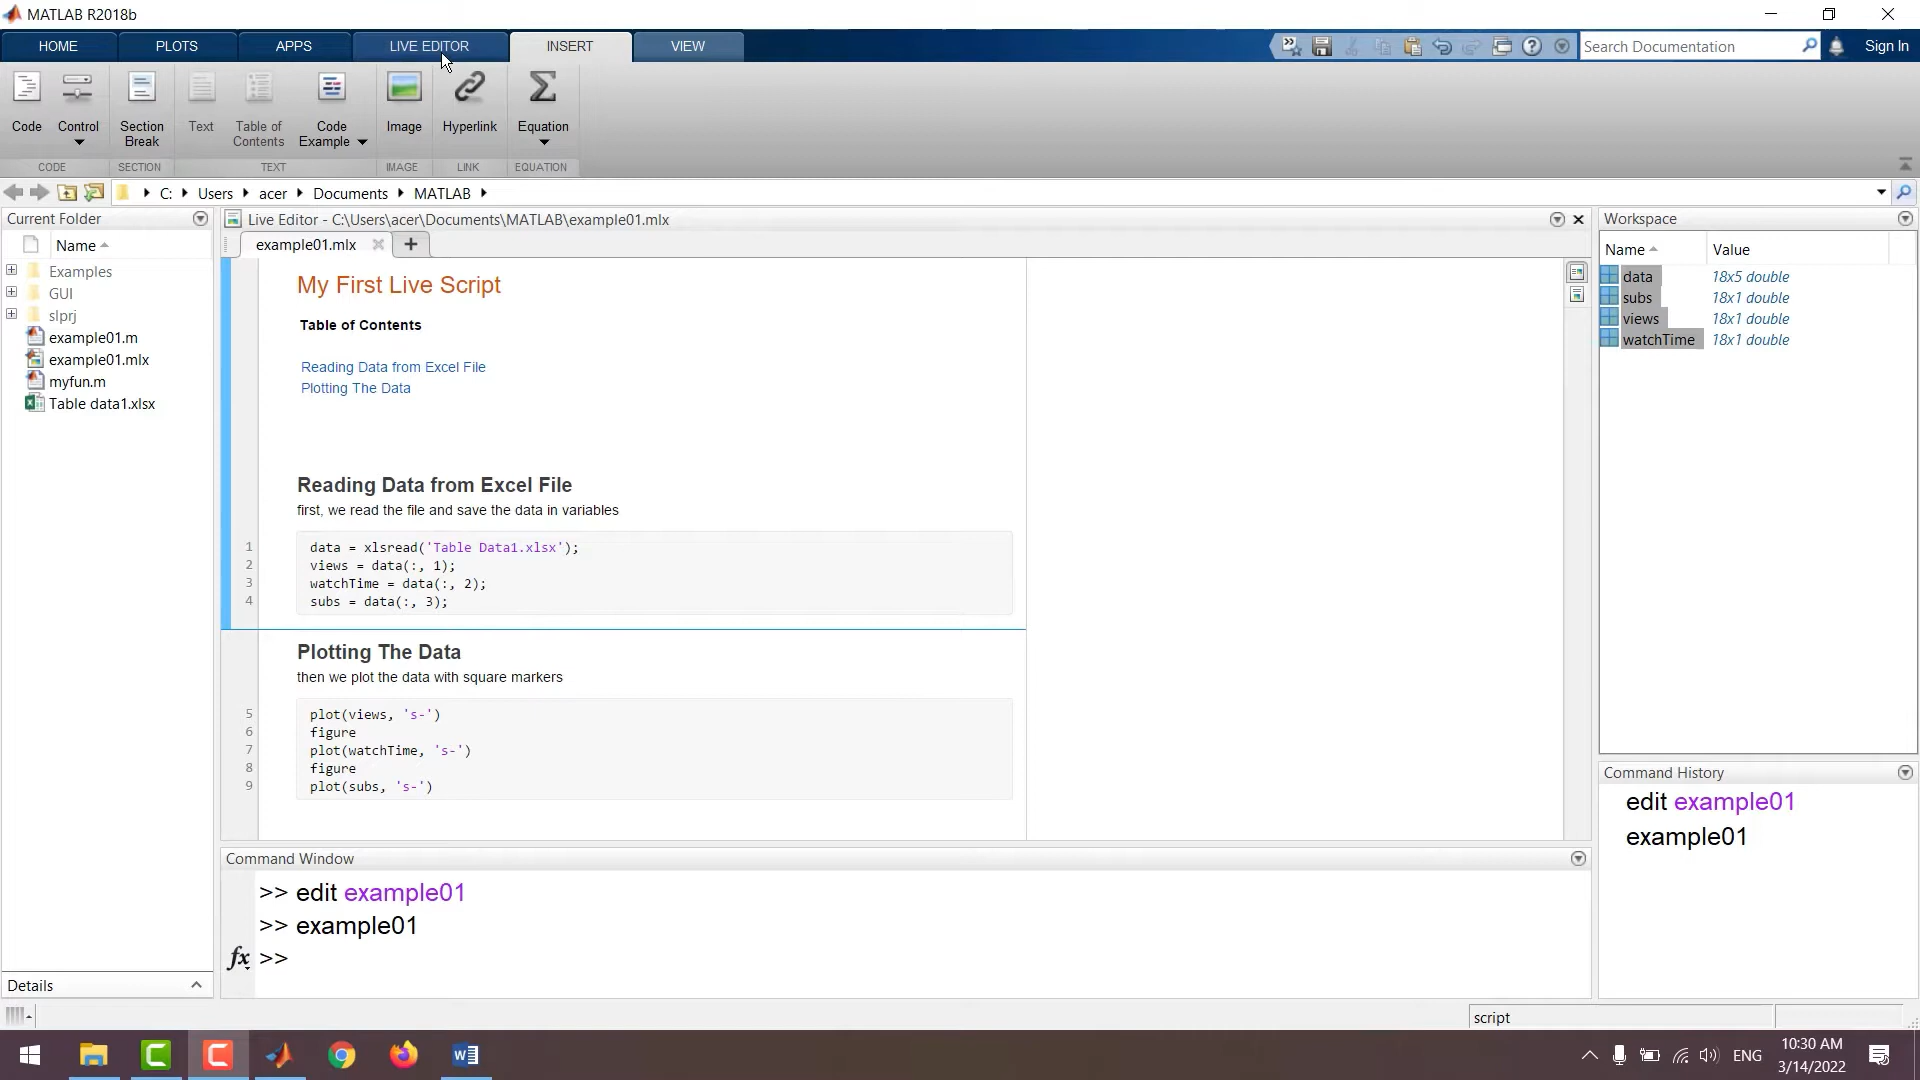 MATLAB R2018b
HOME PLOTS APPS LIVE EDITOR INSERT VIEW
Search Documentation Sign In
Code Control Section Break Text Table of Contents Code Example Image Hyperlink Equation
CODE SECTION TEXT IMAGE LINK EQUATION
C: Users acer Documents MATLAB
Current Folder
Name
Examples
GUI
slprj
example01.m
example01.mlx
myfun.m
Table data1.xlsx
Details
Live Editor - C:\Users\acer\Documents\MATLAB\example01.mlx
example01.mlx
My First Live Script
Table of Contents
Reading Data from Excel File
Plotting The Data
Reading Data from Excel File
first, we read the file and save the data in variables
1 data = xlsread('Table Data1.xlsx');
2 views = data(:, 1);
3 watchTime = data(:, 2);
4 subs = data(:, 3);
Plotting The Data
then we plot the data with square markers
5 plot(views, 's-')
6 figure
7 plot(watchTime, 's-')
8 figure
9 plot(subs, 's-')
Command Window
>> edit example01
>> example01
fx >>
Workspace
Name Value
data 18x5 double
subs 18x1 double
views 18x1 double
watchTime 18x1 double
Command History
edit example01
example01
script
ENG
10:30 AM
3/14/2022